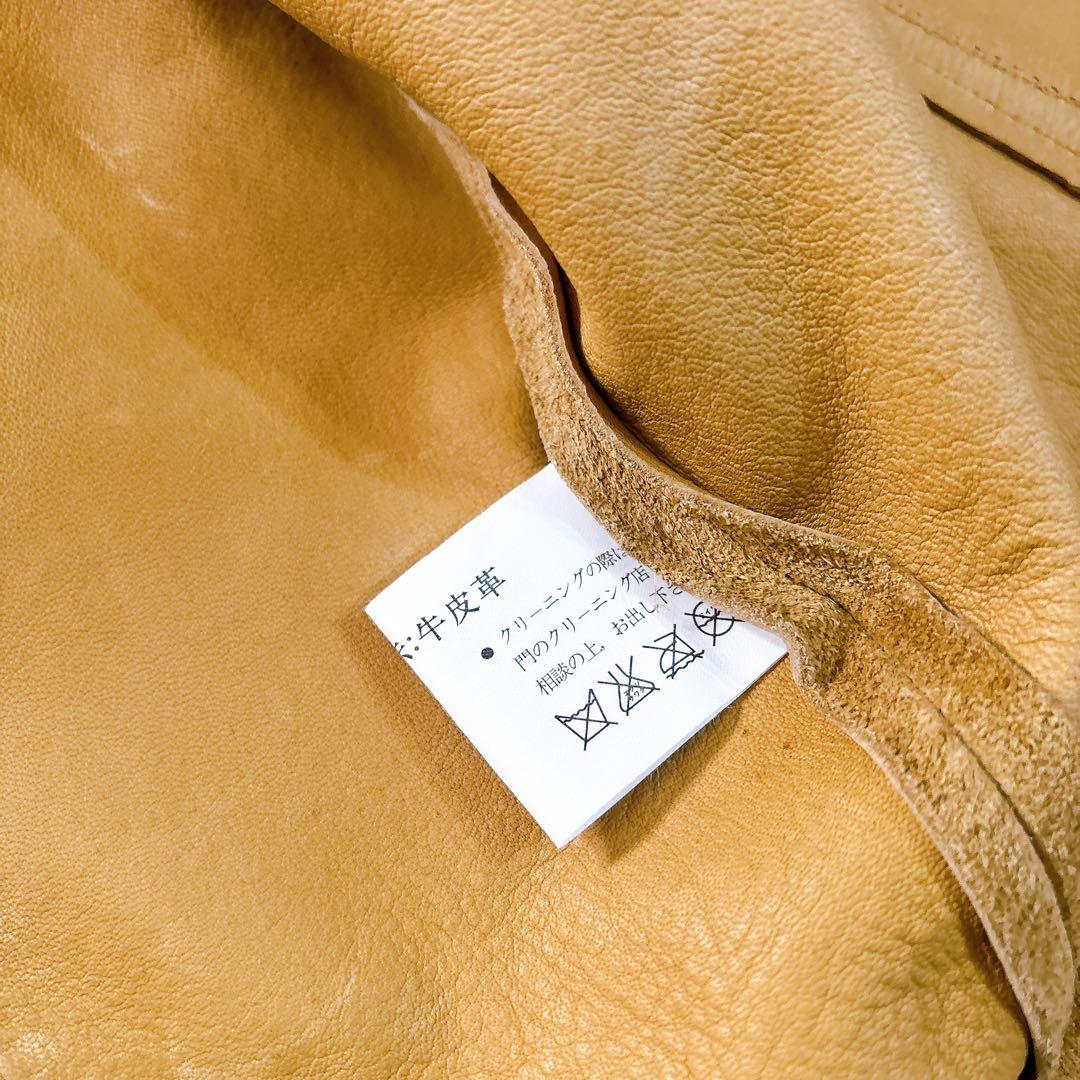 :牛皮革
● クリーニングの際に
門のクリーニング店
相談の上、お出し下さ